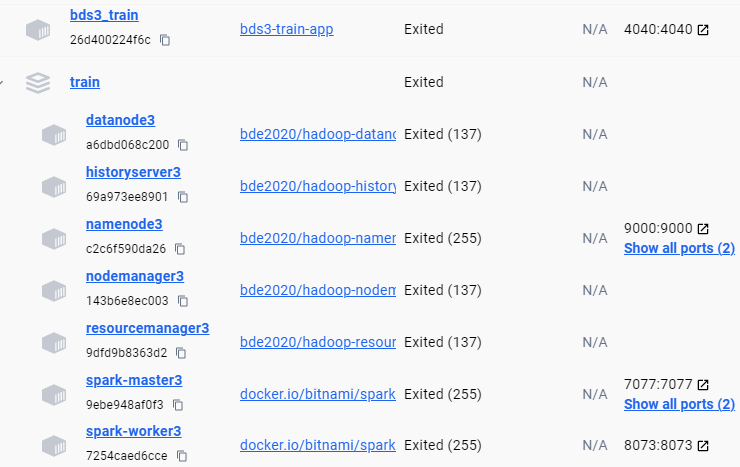 bds3_train
26d400224f6c
bds3-train-app
Exited
N/A
4040:4040
train
Exited
N/A
datanode3
a6dbd068c200
bde2020/hadoop-datano
Exited (137)
N/A
historyserver3
69a973ee8901
bde2020/hadoop-history
Exited (137)
N/A
namenode3
c2c6f590da26
bde2020/hadoop-namer
Exited (255)
N/A
9000:9000
Show all ports (2)
nodemanager3
143b6e8ec003
bde2020/hadoop-nodem
Exited (137)
N/A
resourcemanager3
9dfd9b8363d2
bde2020/hadoop-resour
Exited (137)
N/A
spark-master3
9ebe948af0f3
docker.io/bitnami/spark
Exited (255)
N/A
7077:7077
Show all ports (2)
spark-worker3
7254caed6cce
docker.io/bitnami/spark
Exited (255)
N/A
8073:8073